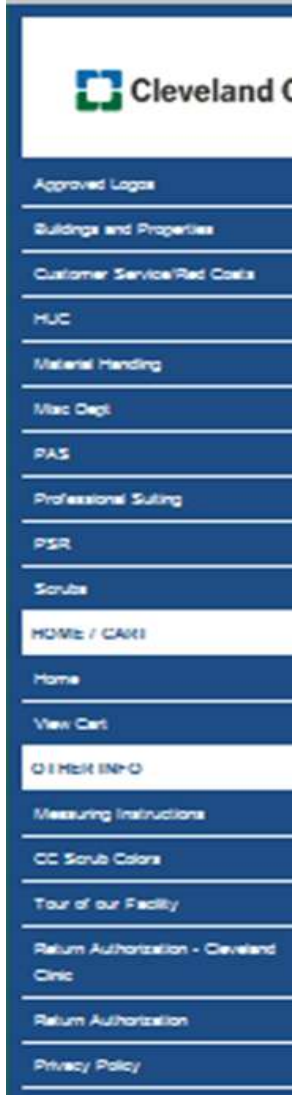 Cleveland C
Approved Logos
Buildings and Properties
Customer Service/Red Coats
HUC
Material Handling
Misc Dept
PAS
Professional Suiting
PSR
Scrubs
HOME / CART
Home
View Cart
OTHER INFO
Measuring Instructions
CC Scrub Colors
Tour of our Facility
Return Authorization - Cleveland
Clinic
Return Authorization
Privacy Policy